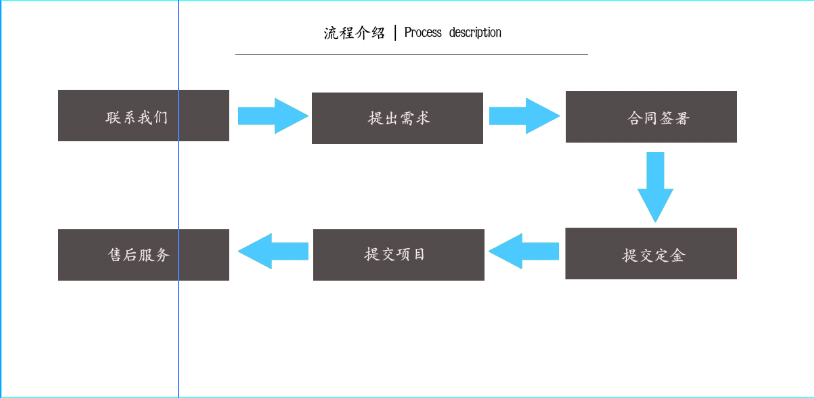 流程介绍 | Process description
联系我们
提出需求
合同签署
提交定金
提交项目
售后服务